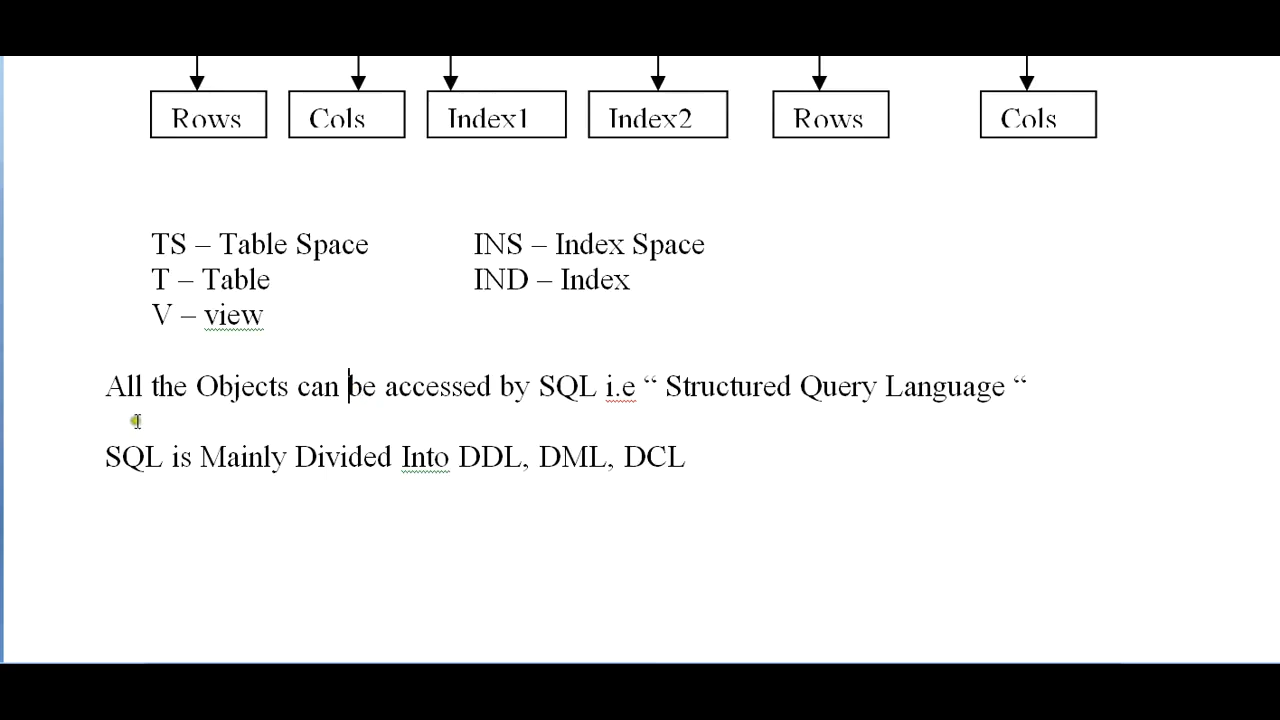 Rows Cols Index1 Index2 Rows Cols
TS – Table Space INS – Index Space
T – Table IND – Index
V – view
All the Objects can be accessed by SQL i.e “ Structured Query Language “
SQL is Mainly Divided Into DDL, DML, DCL